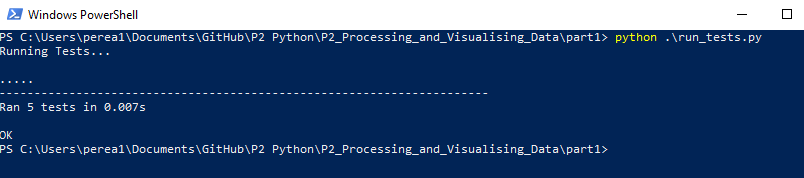 Windows PowerShell
PS C:\Users\perea1\Documents\GitHub\P2 Python\P2_Processing_and_Visualising_Data\part1> python .\run_tests.py
Running Tests...
.....
----------------------------------------------------------------------
Ran 5 tests in 0.007s
OK
PS C:\Users\perea1\Documents\GitHub\P2 Python\P2_Processing_and_Visualising_Data\part1>